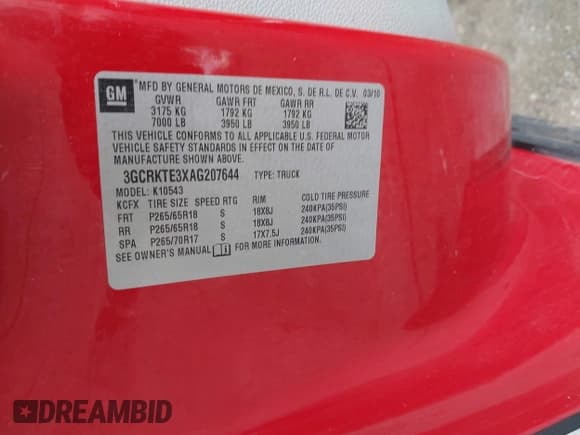 GM
MFD BY GENERAL MOTORS DE MEXICO, S. DE R.L. DE C.V. 03/10
GVWR GAWR FRT GAWR RR
3175 KG 1792 KG 1792 KG
7000 LB 3950 LB 3950 LB
THIS VEHICLE CONFORMS TO ALL APPLICABLE U.S. FEDERAL MOTOR
VEHICLE SAFETY STANDARDS IN EFFECT ON THE DATE OF
MANUFACTURE SHOWN ABOVE.
3GCRKTE3XAG207644 TYPE: TRUCK
MODEL: K10543
KCFX TIRE SIZE SPEED RTG RIM COLD TIRE PRESSURE
FRT P265/65R18 S 18X8J 240KPA(35PSI)
RR P265/65R18 S 18X8J 240KPA(35PSI)
SPA P265/70R17 S 17X7.5J 240KPA(35PSI)
SEE OWNER'S MANUAL FOR MORE INFORMATION.
DREAMBID